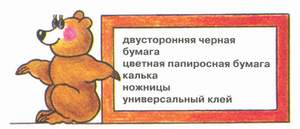 двусторонняя черная
бумага
цветная папиросная бумага
калька
ножницы
универсальный клей